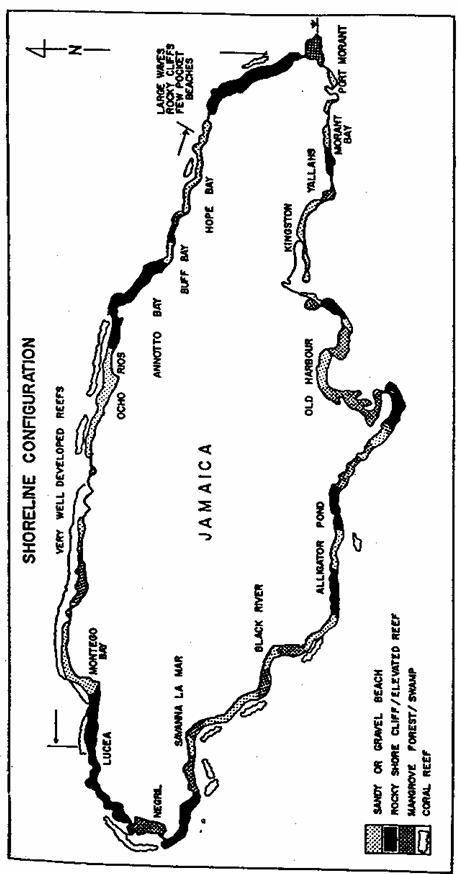 SHORELINE CONFIGURATION
VERY WELL DEVELOPED REEFS
N
LARGE WAVES
ROCKY CLIFFS
FEW POCKET
BEACHES
LUCEA
MONTEGO
BAY
OCHO
RIOS
ANNOTTO BAY
BUFF BAY
HOPE BAY
NEGRIL
SAVANNA LA MAR
BLACK RIVER
JAMAICA
ALLIGATOR POND
OLD HARBOUR
KINGSTON
YALLAHS
MORANT
BAY
PORT MORANT
SANDY OR GRAVEL BEACH
ROCKY SHORE CLIFF/ELEVATED REEF
MANGROVE FOREST/SWAMP
CORAL REEF